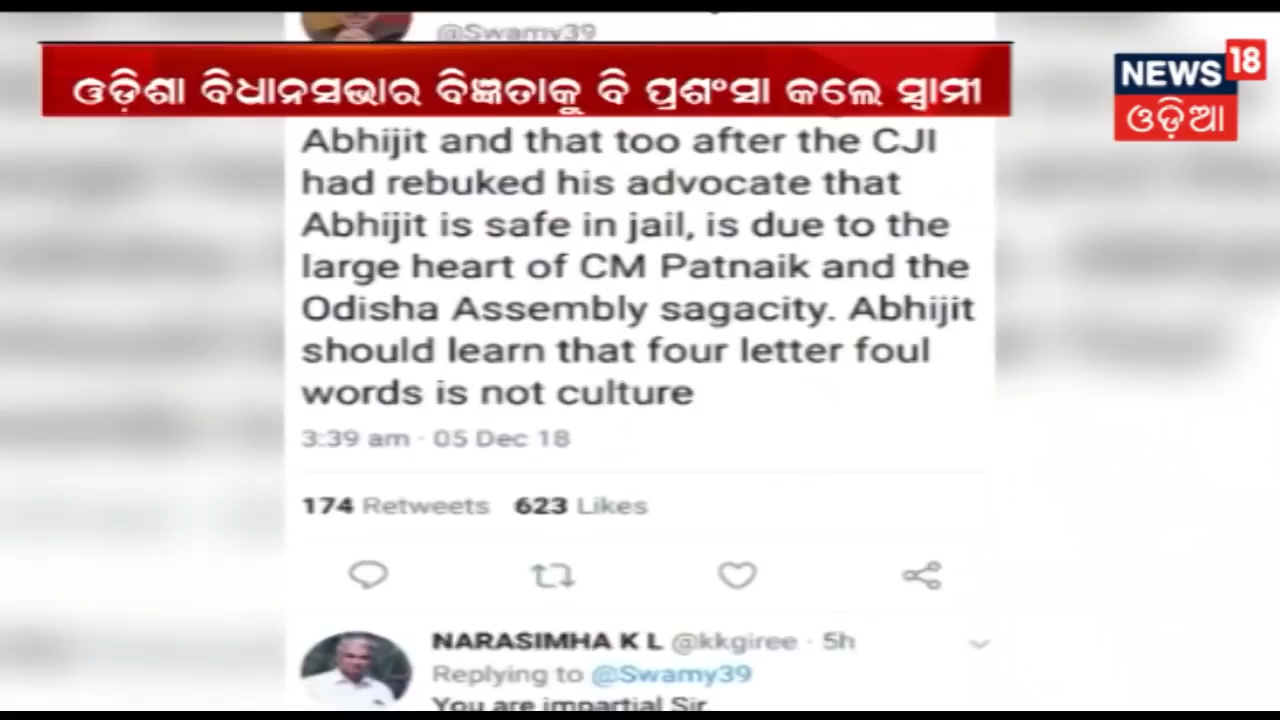 @Swamy39
ଓଡ଼ିଶା ବିଧାନସଭାର ବିଜ୍ଞତାକୁ ବି ପ୍ରଶଂସା କଲେ ସ୍ୱାମୀ
NEWS 18
ଓଡ଼ିଆ
Abhijit and that too after the CJI
had rebuked his advocate that
Abhijit is safe in jail, is due to the
large heart of CM Patnaik and the
Odisha Assembly sagacity. Abhijit
should learn that four letter foul
words is not culture
3:39 am · 05 Dec 18
174 Retweets 623 Likes
NARASIMHA K L @kkgiree · 5h
Replying to @Swamy39
You are impartial Sir